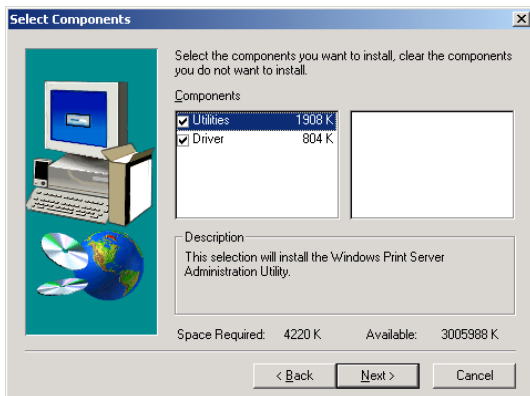 Select Components
Select the components you want to install, clear the components
you do not want to install.
Components
Utilities 1908 K
Driver 804 K
Description
This selection will install the Windows Print Server
Administration Utility.
Space Required: 4220 K Available: 3005988 K
< Back Next > Cancel